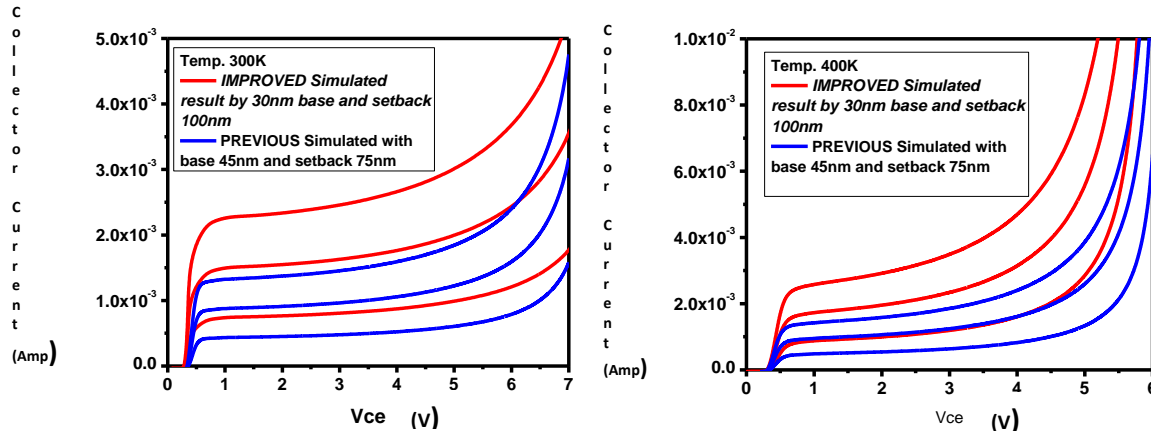 Collector Current (Amp)
5.0x10⁻³
4.0x10⁻³
3.0x10⁻³
2.0x10⁻³
1.0x10⁻³
0.0
Temp. 300K
IMPROVED Simulated
result by 30nm base and setback
100nm
PREVIOUS Simulated with
base 45nm and setback 75nm
0 1 2 3 4 5 6 7
Vce (V)
Collector Current (Amp)
1.0x10⁻²
8.0x10⁻³
6.0x10⁻³
4.0x10⁻³
2.0x10⁻³
0.0
Temp. 400K
IMPROVED Simulated
result by 30nm base and setback
100nm
PREVIOUS Simulated with
base 45nm and setback 75nm
0 1 2 3 4 5 6
Vce (V)